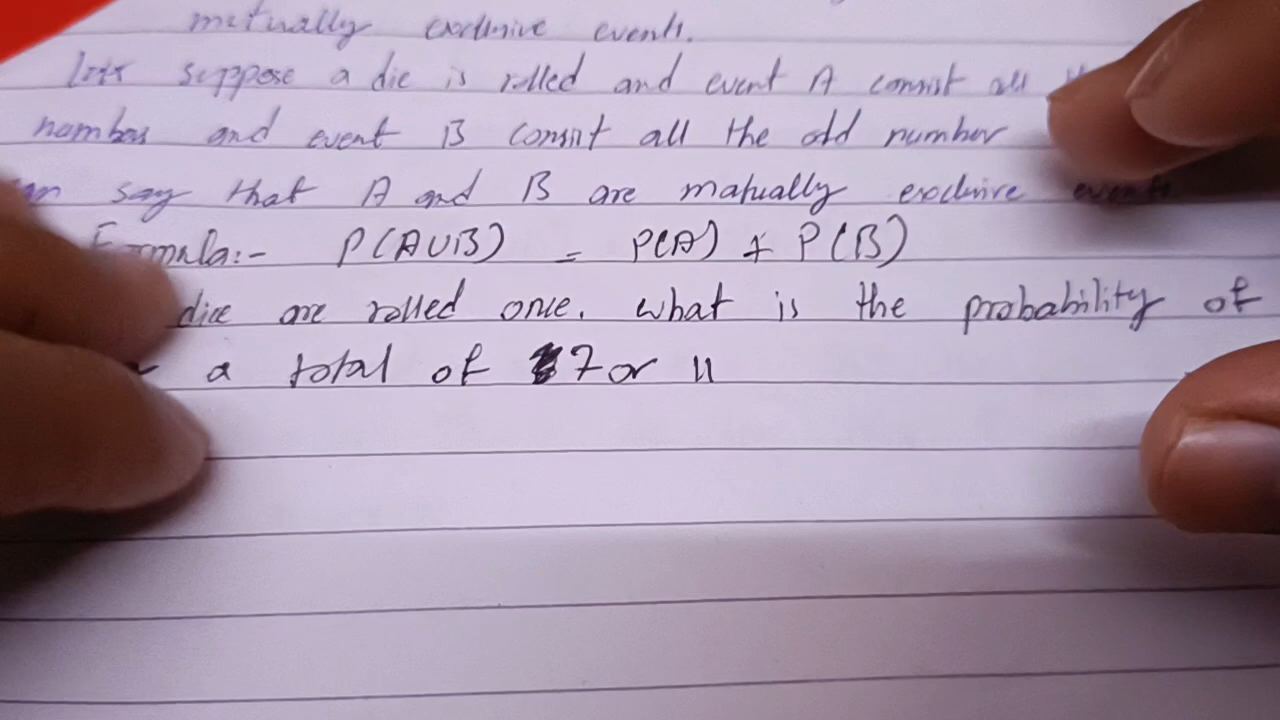 mutually exclusive events.
suppose a die is rolled and event A consist all
numbers and event B consist all the odd number
say that A and B are matually exclusive events
Formula:- P(AUB) = P(A) + P(B)
dice are rolled once. what is the probability of
a total of 7 or 11